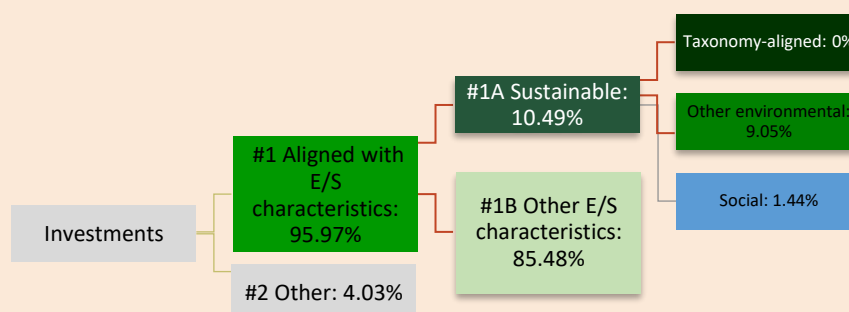 Investments
#1 Aligned with
E/S
characteristics:
95.97%
#2 Other: 4.03%
#1A Sustainable:
10.49%
#1B Other E/S
characteristics:
85.48%
Taxonomy-aligned: 0%
Other environmental:
9.05%
Social: 1.44%